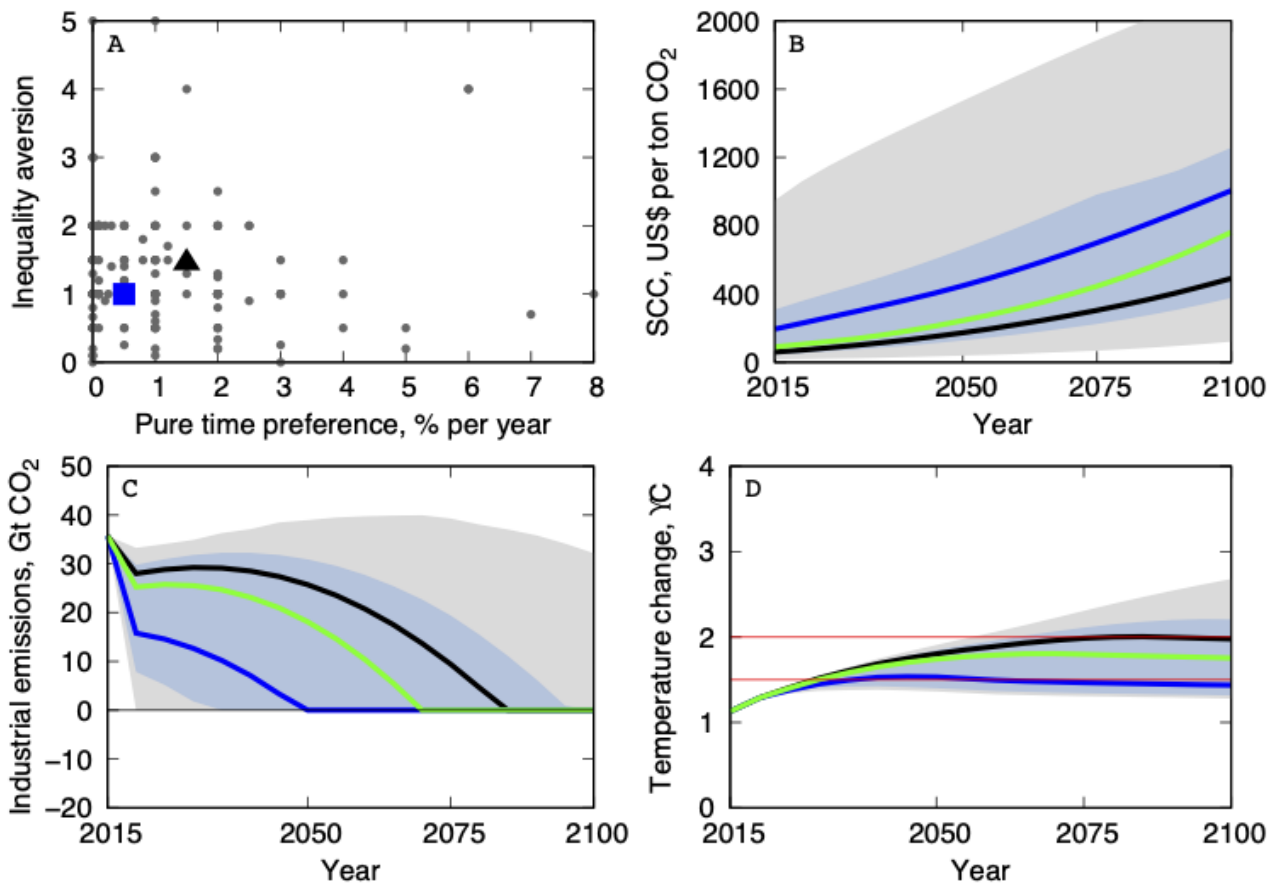 A
Inequality aversion
5
4
3
2
1
0
0 1 2 3 4 5 6 7 8
Pure time preference, % per year
B
SCC, US$ per ton CO2
2000
1600
1200
800
400
0
2015 2050 2075 2100
Year
C
Industrial emissions, Gt CO2
50
40
30
20
10
0
−10
−20
2015 2050 2075 2100
Year
D
Temperature change, ϒC
4
3
2
1
0
2015 2050 2075 2100
Year